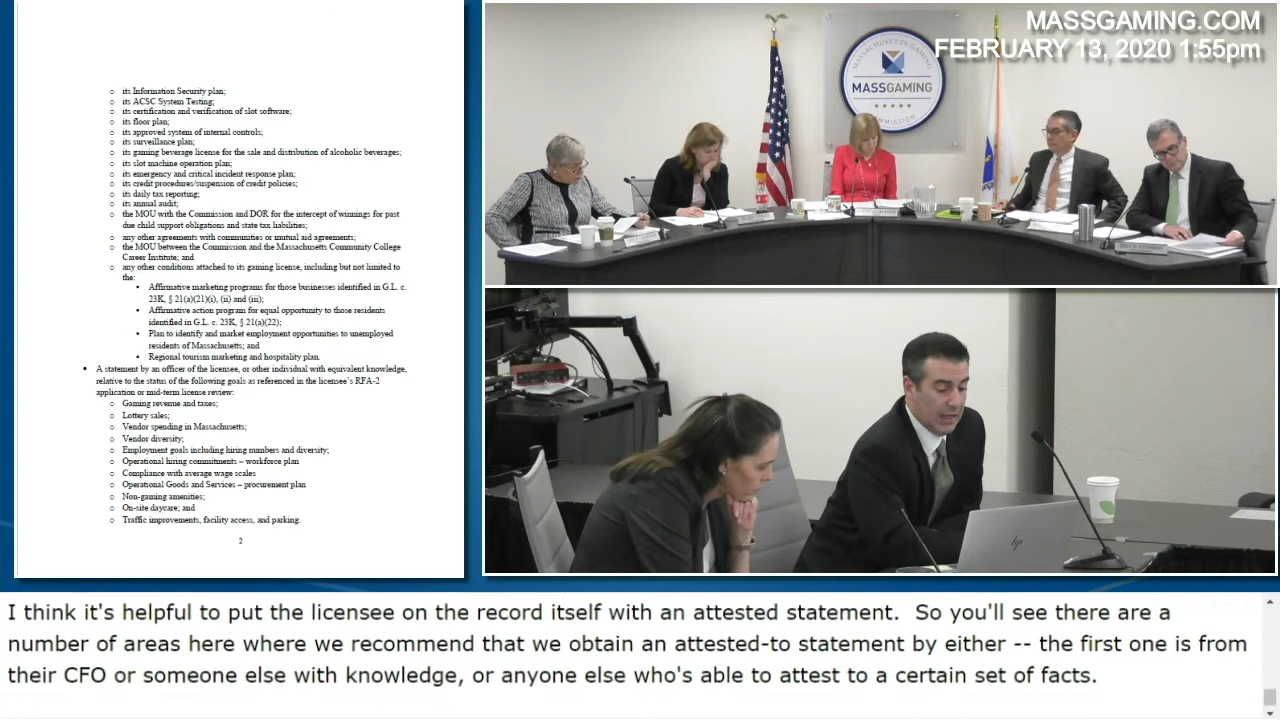 its Information Security plan;
its ACSC System Testing;
its certification and verification of slot software;
its floor plan;
its approved system of internal controls;
its surveillance plan;
its gaming beverage license for the sale and distribution of alcoholic beverages;
its slot machine operation plan;
its emergency and critical incident response plan;
its credit procedures/suspension of credit policies;
its daily tax reporting;
its annual audit;
the MOU with the Commission and DOR for the intercept of winnings for past
due child support obligations and state tax liabilities;
any other agreements with communities or mutual aid agreements;
the MOU between the Commission and the Massachusetts Community College
Career Institute; and
any other conditions attached to its gaming license, including but not limited to
the:
Affirmative marketing programs for those businesses identified in G.L. c.
23K, § 21(a)(21)(i), (ii) and (iii);
Affirmative action program for equal opportunity to those residents
identified in G.L. c. 23K, § 21(a)(22);
Plan to identify and market employment opportunities to unemployed
residents of Massachusetts; and
Regional tourism marketing and hospitality plan.
A statement by an officer of the licensee, or other individual with equivalent knowledge,
relative to the status of the following goals as referenced in the licensee's RFA-2
application or mid-term license review:
Gaming revenue and taxes;
Lottery sales;
Vendor spending in Massachusetts;
Vendor diversity;
Employment goals including hiring numbers and diversity;
Operational hiring commitments – workforce plan
Compliance with average wage scales
Operational Goods and Services – procurement plan
Non-gaming amenities;
On-site daycare; and
Traffic improvements, facility access, and parking.
2
MASSGAMING.COM
FEBRUARY 13, 2020 1:55pm
MASSACHUSETTS GAMING
MASSGAMING
COMMISSION
hp
I think it's helpful to put the licensee on the record itself with an attested statement.  So you'll see there are a
number of areas here where we recommend that we obtain an attested-to statement by either -- the first one is from
their CFO or someone else with knowledge, or anyone else who's able to attest to a certain set of facts.